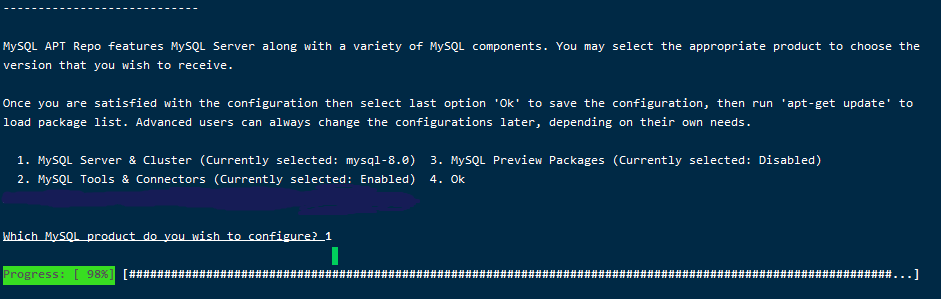 ----------------------------
MySQL APT Repo features MySQL Server along with a variety of MySQL components. You may select the appropriate product to choose the
version that you wish to receive.
Once you are satisfied with the configuration then select last option 'Ok' to save the configuration, then run 'apt-get update' to
load package list. Advanced users can always change the configurations later, depending on their own needs.
1. MySQL Server & Cluster (Currently selected: mysql-8.0)  3. MySQL Preview Packages (Currently selected: Disabled)
2. MySQL Tools & Connectors (Currently selected: Enabled)  4. Ok
Which MySQL product do you wish to configure? 1
Progress: [ 98%] [#############################################################################################################...]